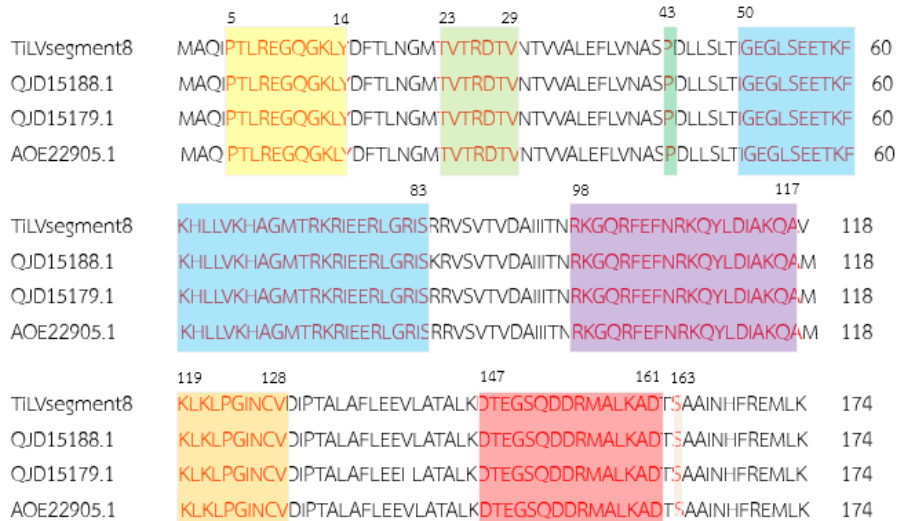 5 14 23 29 43 50
TiLVsegment8 MAQIPTLREGQGKLYDFTLNGMTVTRDTVNTVVALEFLVNASPDLLSLTIGEGLSEETKF 60
QJD15188.1 MAQIPTLREGQGKLYDFTLNGMTVTRDTVNTVVALEFLVNASPDLLSLTIGEGLSEETKF 60
QJD15179.1 MAQIPTLREGQGKLYDFTLNGMTVTRDTVNTVVALEFLVNASPDLLSLTIGEGLSEETKF 60
AOE22905.1 MAQ PTLREGQGKLYDFTLNGMTVTRDTVNTVVALEFLVNASPDLLSLTIGEGLSEETKF 60
83 98 117
TiLVsegment8 KHLLVKHAGMTRKRIEERLGRISRRVSVTVDAIIITNRKGQRFEFNRKQYLDIAKQAV 118
QJD15188.1 KHLLVKHAGMTRKRIEERLGRISKRVSVTVDAIIITNRKGQRFEFNRKQYLDIAKQAM 118
QJD15179.1 KHLLVKHAGMTRKRIEERLGRISRRVSVTVDAIIITNRKGQRFEFNRKQYLDIAKQAM 118
AOE22905.1 KHLLVKHAGMTRKRIEERLGRISRRVSVTVDAIIITNRKGQRFEFNRKQYLDIAKQAM 118
119 128 147 161 163
TiLVsegment8 KLKLPGINCVDIPTALAFLEEVLATALKDTEGSQDDRMALKADTSAAINHFREMLK 174
QJD15188.1 KLKLPGINCVDIPTALAFLEEVLATALKDTEGSQDDRMALKADTSAAINHFREMLK 174
QJD15179.1 KLKLPGINCVDIPTALAFLEEI LATALKDTEGSQDDRMALKADTSAAINHFREMLK 174
AOE22905.1 KLKLPGINCVDIPTALAFLEEVLATALKDTEGSQDDRMALKADTSAAINHFREMLK 174